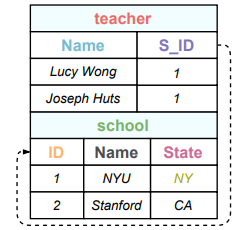 teacher
Name S_ID
Lucy Wong 1
Joseph Huts 1
school
ID Name State
1 NYU NY
2 Stanford CA